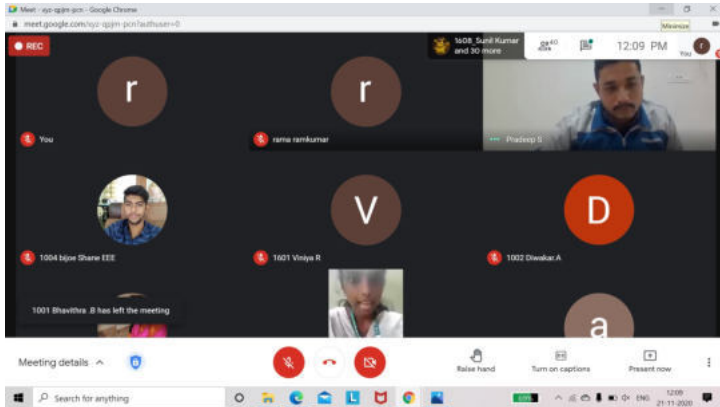 Meet - xyz-qpjm-pcn - Google Chrome
meet.google.com/xyz-qpjm-pcn?authuser=0
Minimize
REC
1608_Sunil Kumar
and 30 more
40
12:09 PM
You
r
r
r
You
rama ramkumar
Pradeep S
V
D
1004 bijoe Shane EEE
1601 Viniya R
1002 Diwakar.A
1001 Bhavithra .B has left the meeting
a
Meeting details
Raise hand
Turn on captions
Present now
Search for anything
L
ENG
12:09
21-11-2020